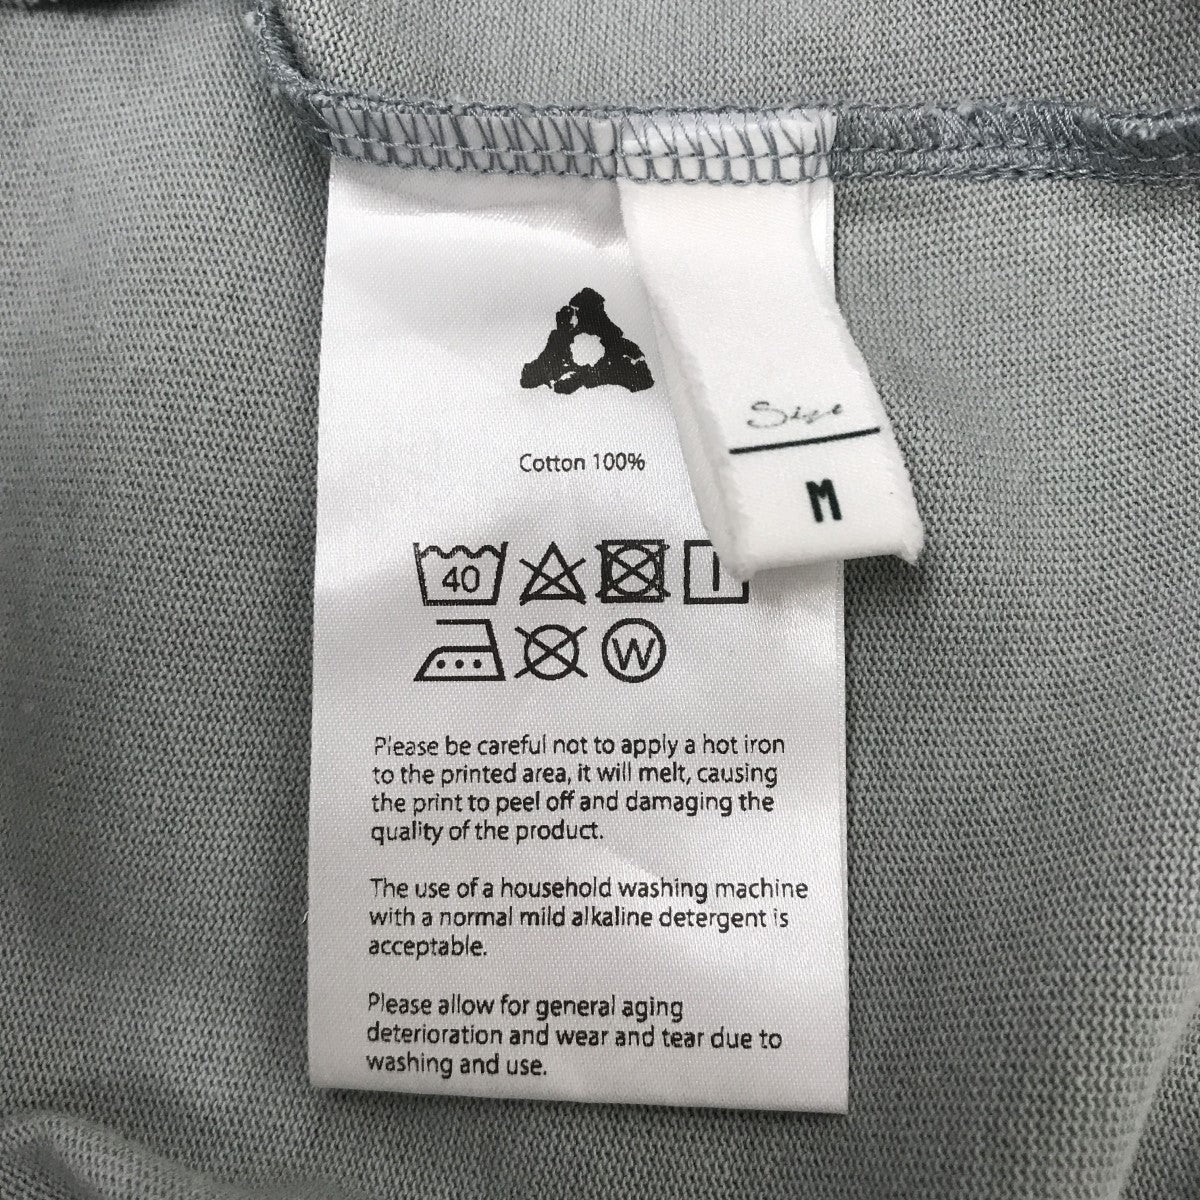 Size
M
Cotton 100%
40
W
Please be careful not to apply a hot iron
to the printed area, it will melt, causing
the print to peel off and damaging the
quality of the product.
The use of a household washing machine
with a normal mild alkaline detergent is
acceptable.
Please allow for general aging
deterioration and wear and tear due to
washing and use.